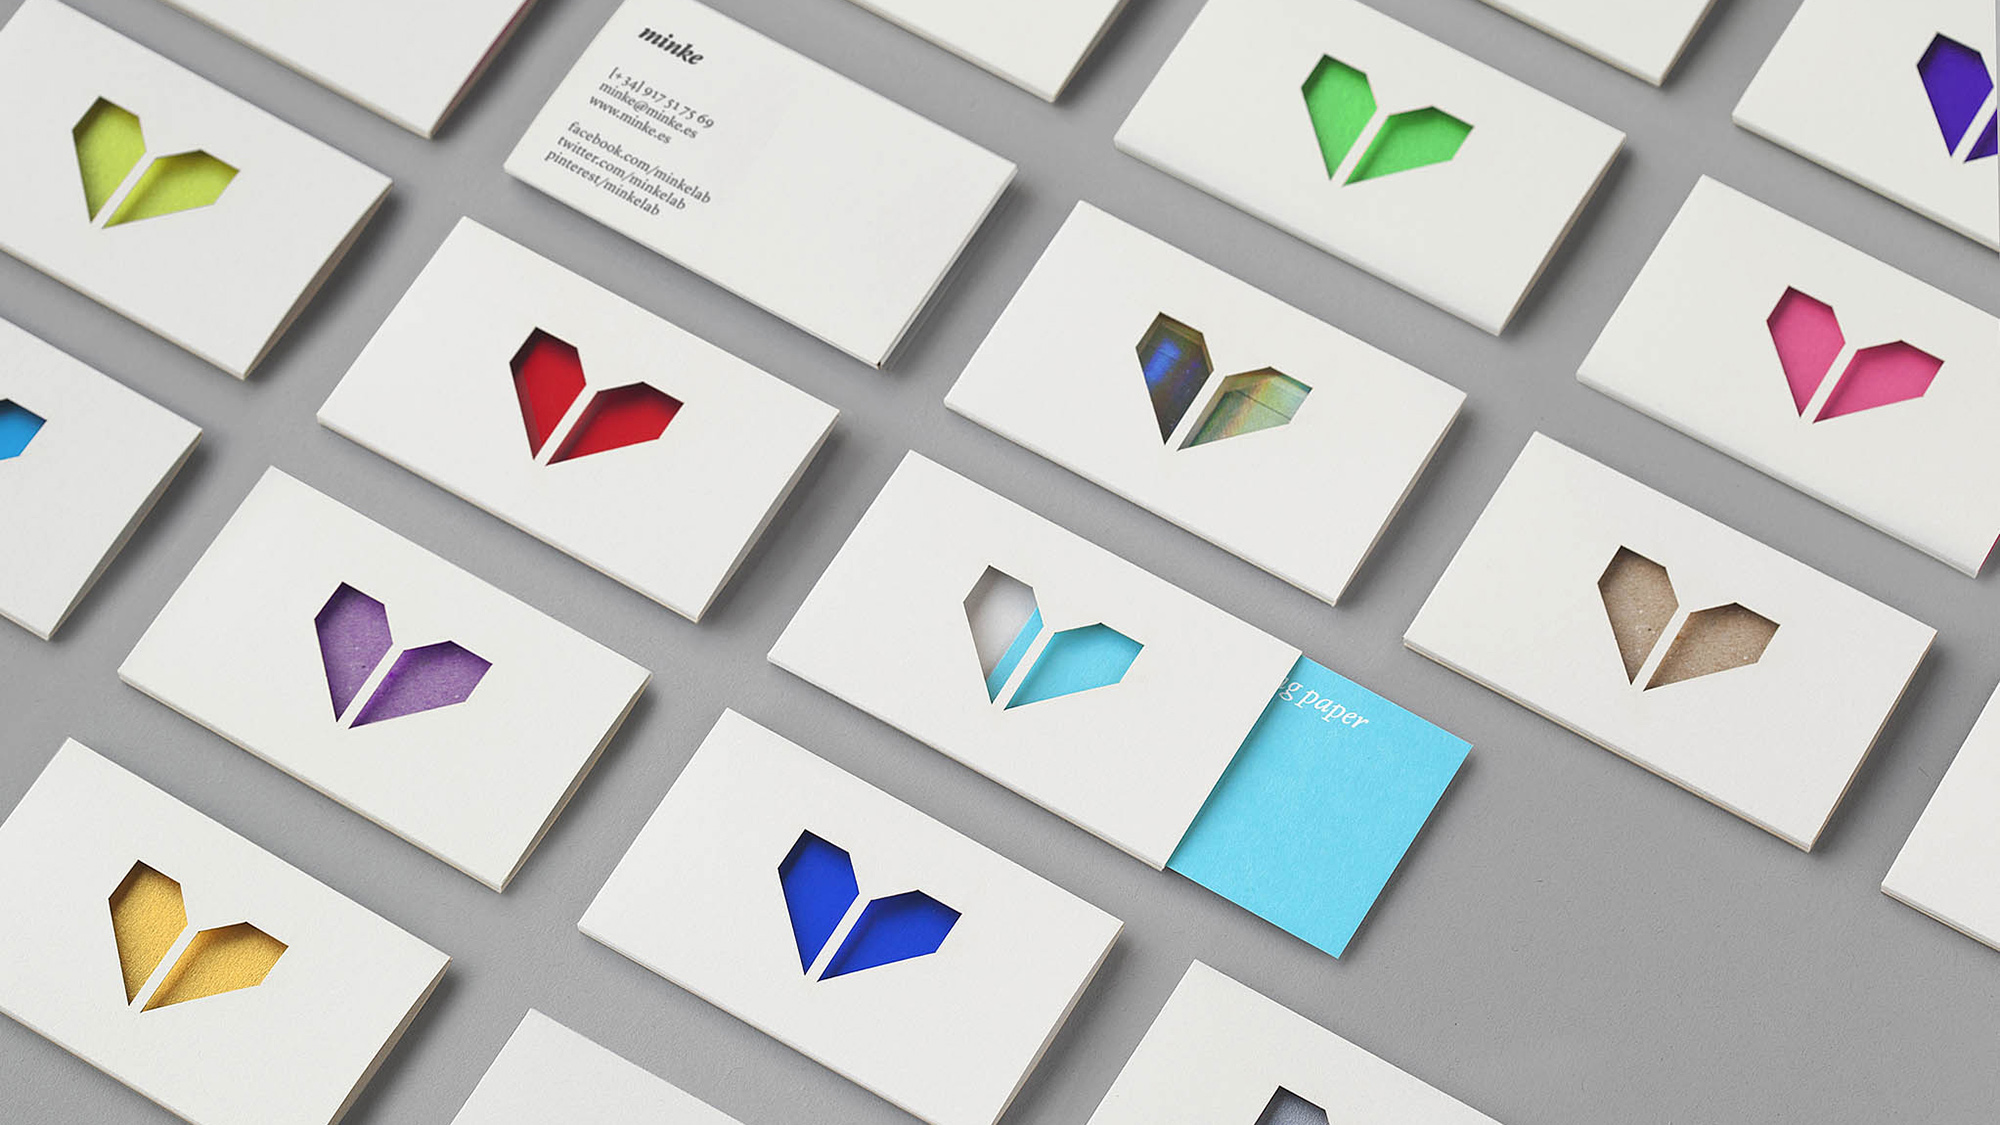 minke
[+34] 917 51 75 69
minke@minke.es
www.minke.es
facebook.com/minkelab
twitter.com/minkelab
pinterest/minkelab
g paper